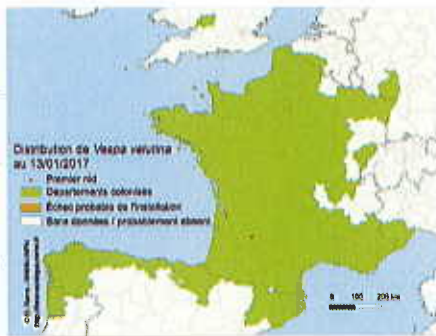 Distribution de Vespa velutina
au 13/01/2017
Premier nid
Départements colonisés
Échec probable de l'installation
Sans données / probablement absent
0 100 200 km